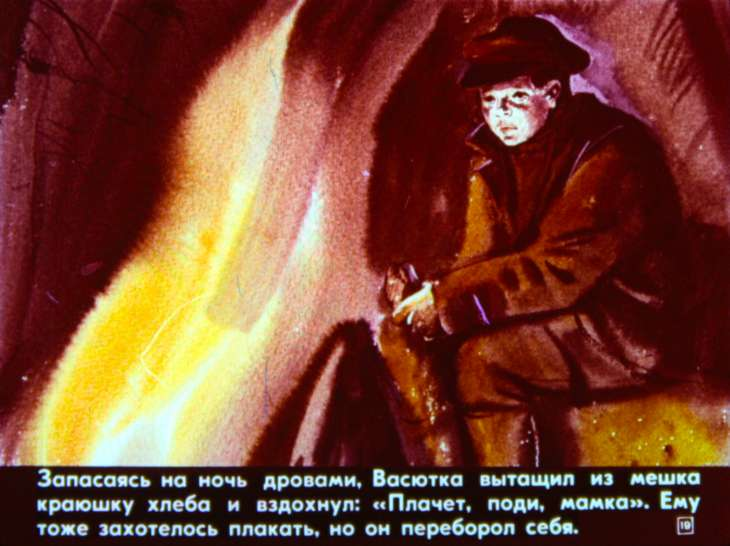 Запасаясь на ночь дровами, Васютка вытащил из мешка
краюшку хлеба и вздохнул: «Плачет, поди, мамка». Ему
тоже захотелось плакать, но он переборол себя.
19